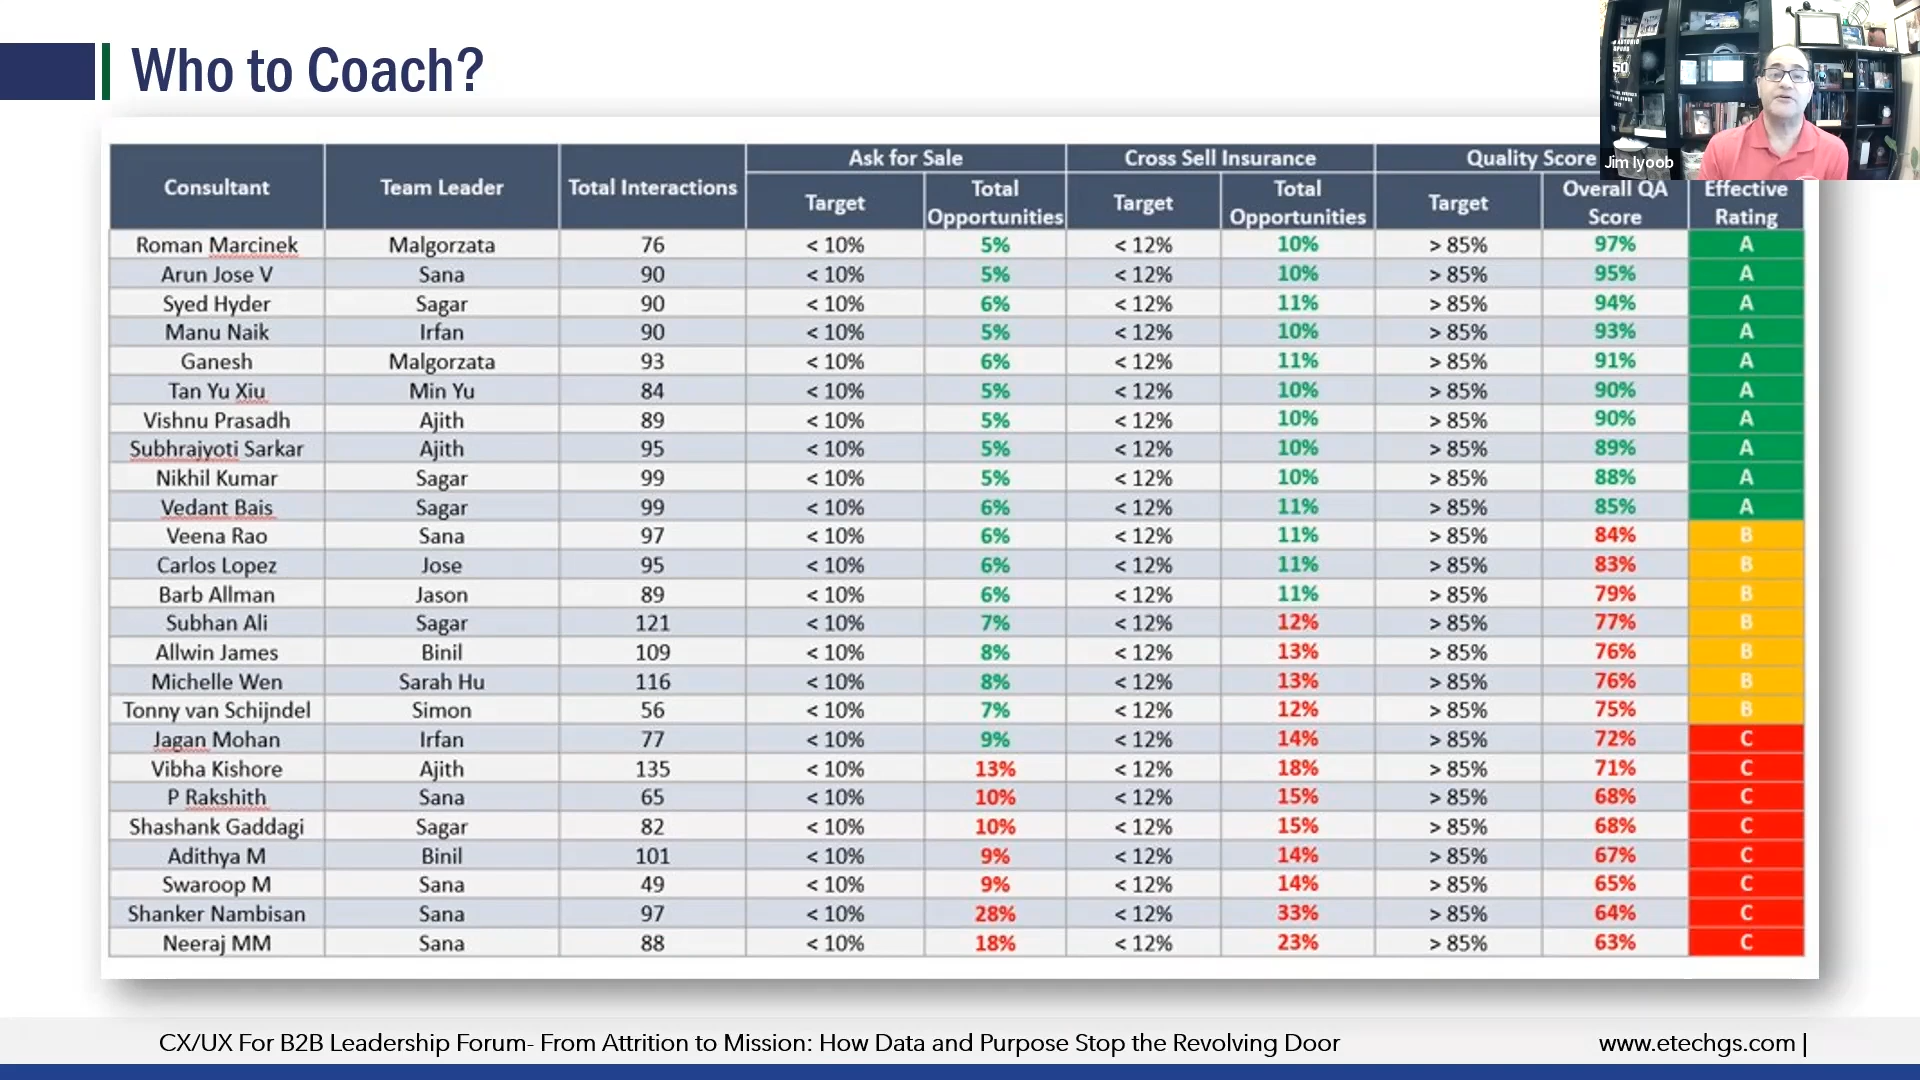 Who to Coach?
Jim Iyoob
50
Ask for Sale Cross Sell Insurance Quality Score
Consultant Team Leader Total Interactions Target Total Opportunities Target Total Opportunities Target Overall QA Score Effective Rating
Roman Marcinek Malgorzata 76 < 10% 5% < 12% 10% > 85% 97% A
Arun Jose V Sana 90 < 10% 5% < 12% 10% > 85% 95% A
Syed Hyder Sagar 90 < 10% 6% < 12% 11% > 85% 94% A
Manu Naik Irfan 90 < 10% 5% < 12% 10% > 85% 93% A
Ganesh Malgorzata 93 < 10% 6% < 12% 11% > 85% 91% A
Tan Yu Xiu Min Yu 84 < 10% 5% < 12% 10% > 85% 90% A
Vishnu Prasadh Ajith 89 < 10% 5% < 12% 10% > 85% 90% A
Subhrajyoti Sarkar Ajith 95 < 10% 5% < 12% 10% > 85% 89% A
Nikhil Kumar Sagar 99 < 10% 5% < 12% 10% > 85% 88% A
Vedant Bais Sagar 99 < 10% 6% < 12% 11% > 85% 85% A
Veena Rao Sana 97 < 10% 6% < 12% 11% > 85% 84% B
Carlos Lopez Jose 95 < 10% 6% < 12% 11% > 85% 83% B
Barb Allman Jason 89 < 10% 6% < 12% 11% > 85% 79% B
Subhan Ali Sagar 121 < 10% 7% < 12% 12% > 85% 77% B
Allwin James Binil 109 < 10% 8% < 12% 13% > 85% 76% B
Michelle Wen Sarah Hu 116 < 10% 8% < 12% 13% > 85% 76% B
Tonny van Schijndel Simon 56 < 10% 7% < 12% 12% > 85% 75% B
Jagan Mohan Irfan 77 < 10% 9% < 12% 14% > 85% 72% C
Vibha Kishore Ajith 135 < 10% 13% < 12% 18% > 85% 71% C
P Rakshith Sana 65 < 10% 10% < 12% 15% > 85% 68% C
Shashank Gaddagi Sagar 82 < 10% 10% < 12% 15% > 85% 68% C
Adithya M Binil 101 < 10% 9% < 12% 14% > 85% 67% C
Swaroop M Sana 49 < 10% 9% < 12% 14% > 85% 65% C
Shanker Nambisan Sana 97 < 10% 28% < 12% 33% > 85% 64% C
Neeraj MM Sana 88 < 10% 18% < 12% 23% > 85% 63% C
CX/UX For B2B Leadership Forum- From Attrition to Mission: How Data and Purpose Stop the Revolving Door
www.etechgs.com |